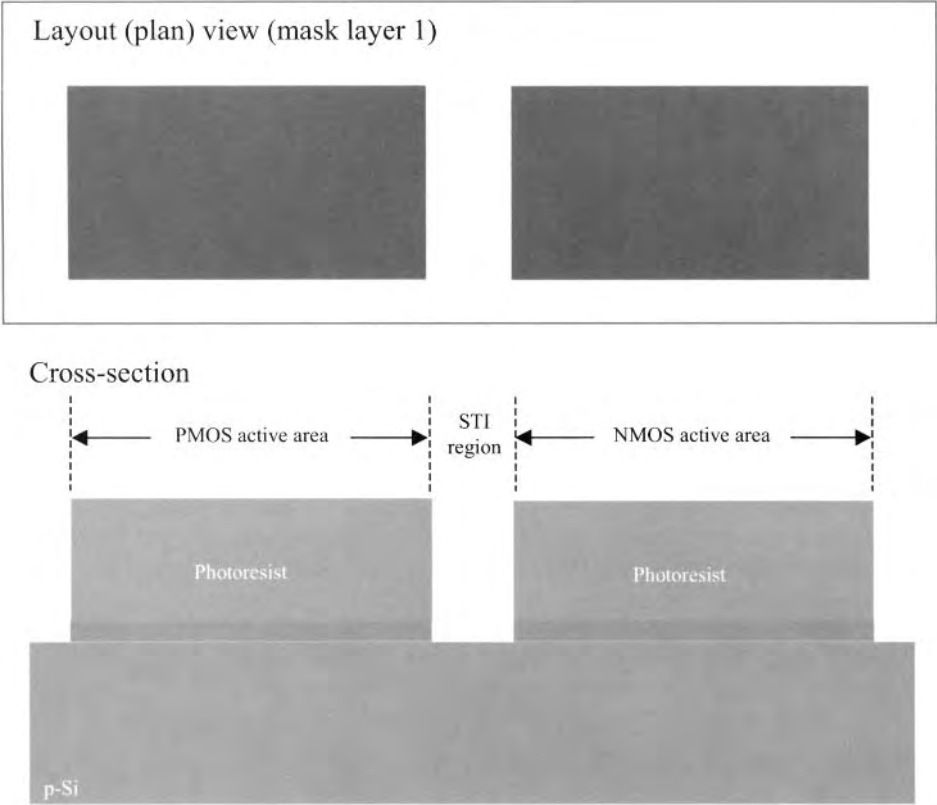 Layout (plan) view (mask layer 1)
Cross-section
PMOS active area
STI
region
NMOS active area
Photoresist
Photoresist
p-Si